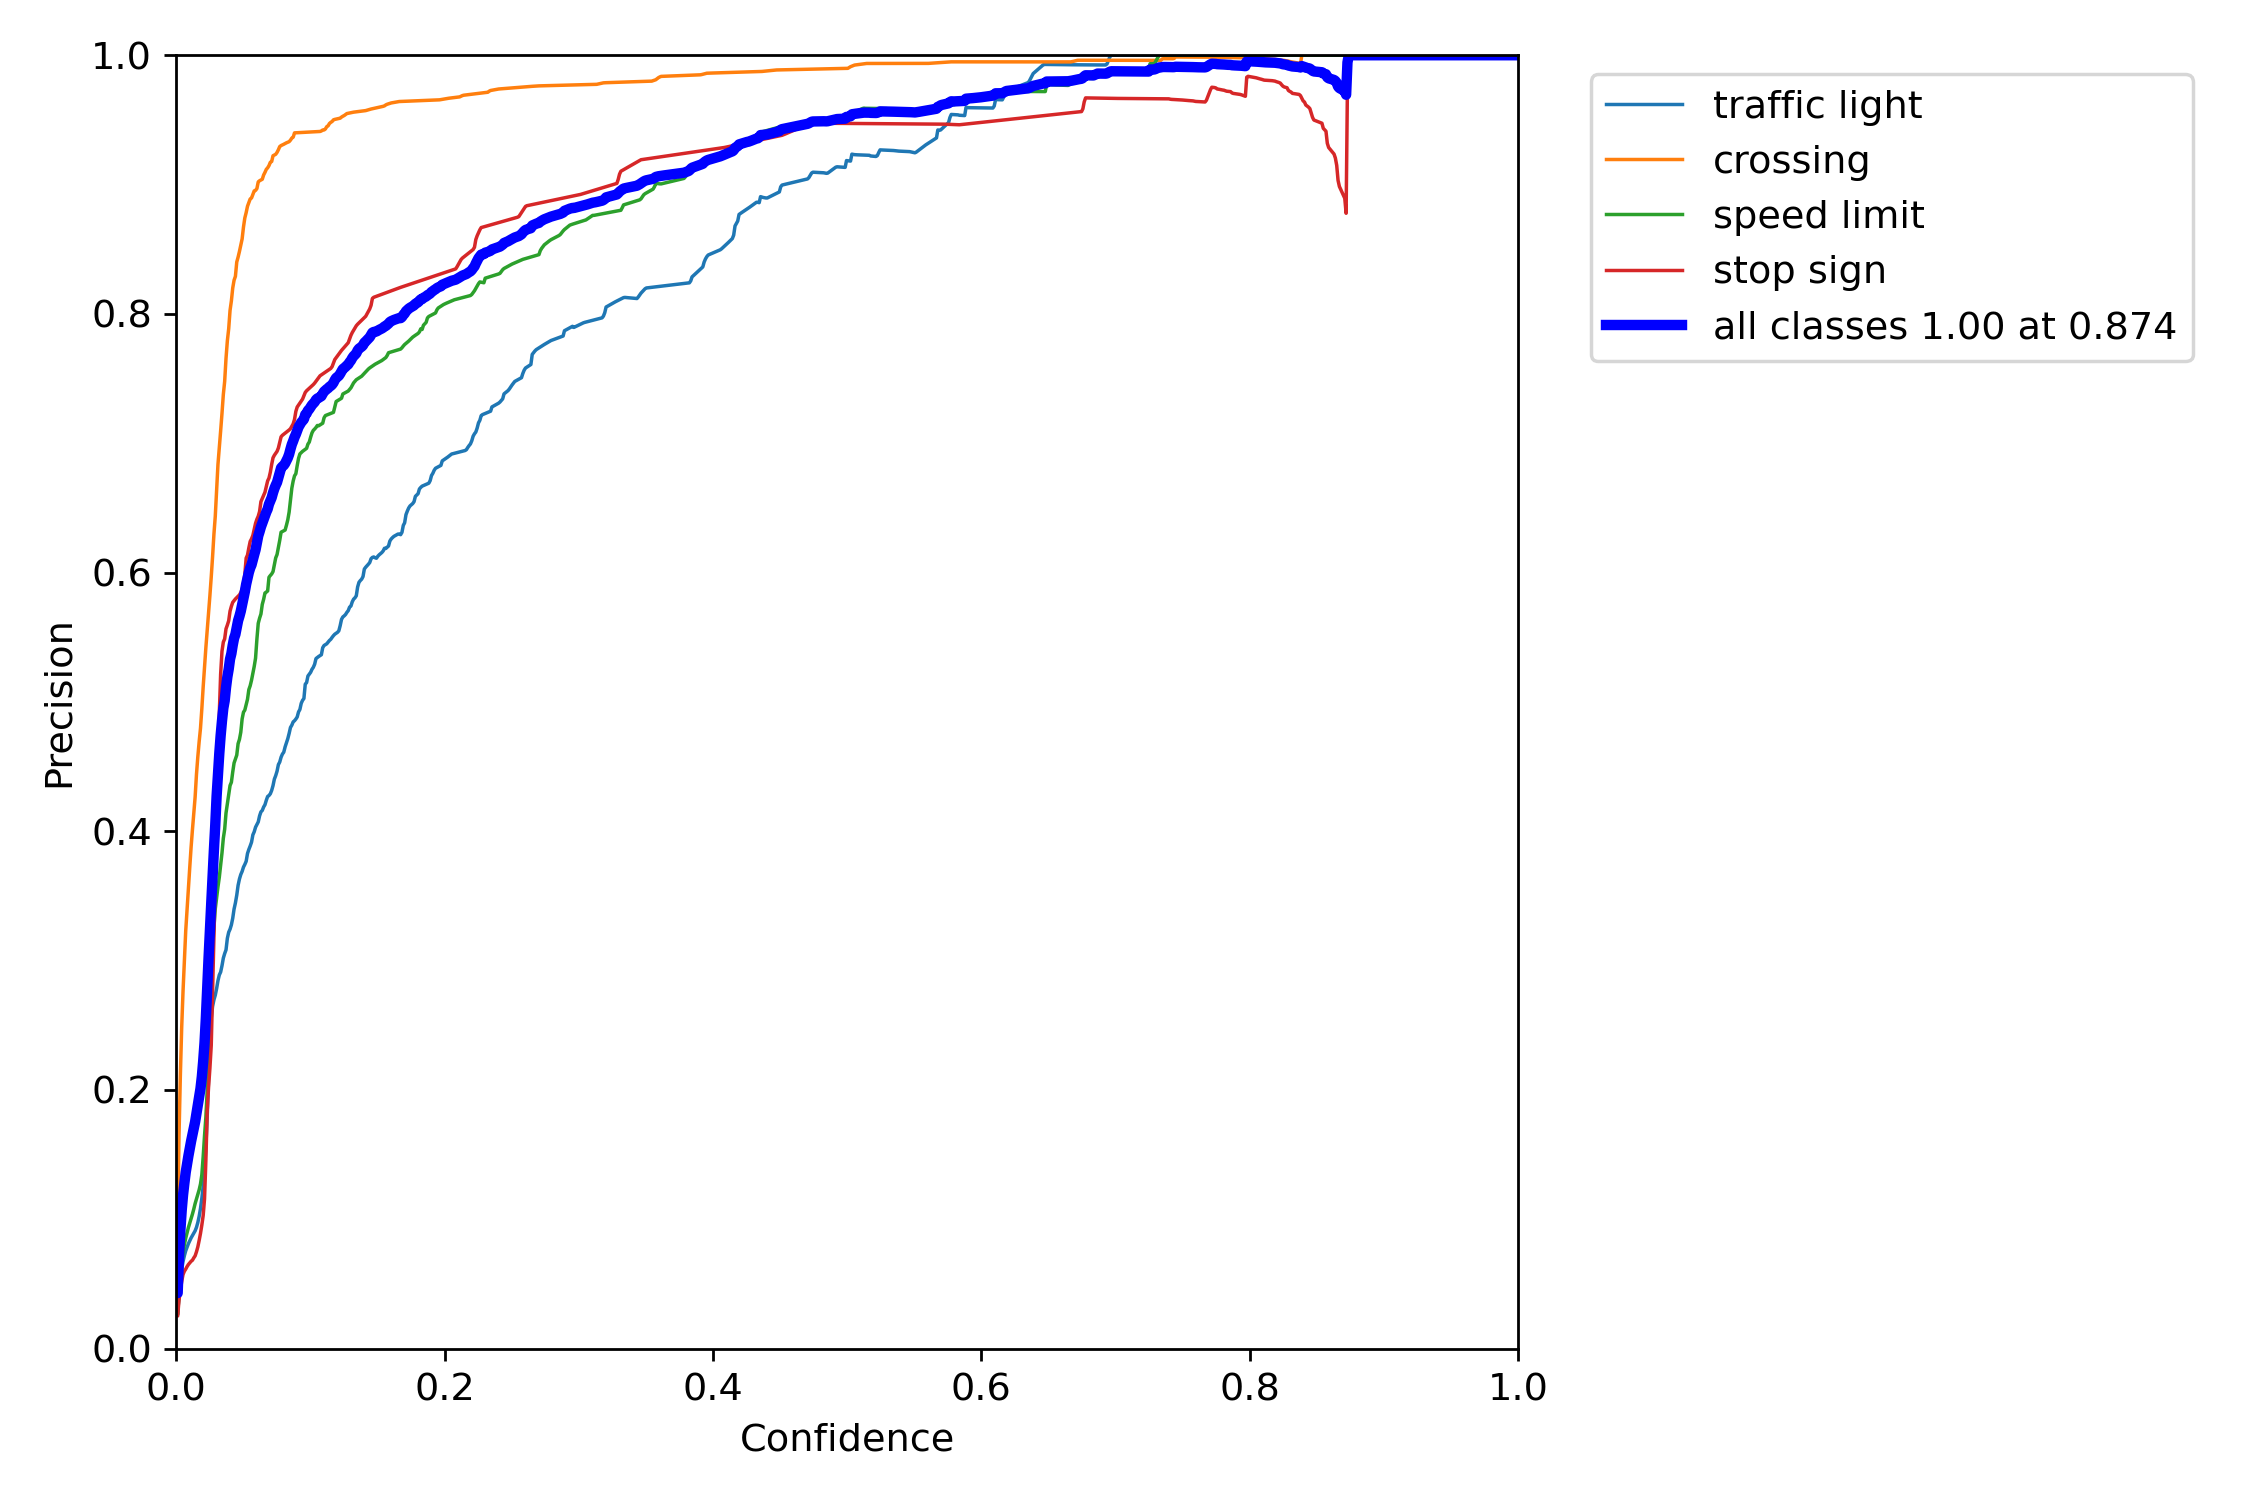 1.0
0.8
0.6
0.4
0.2
0.0
Precision
0.0 0.2 0.4 0.6 0.8 1.0
Confidence
traffic light
crossing
speed limit
stop sign
all classes 1.00 at 0.874